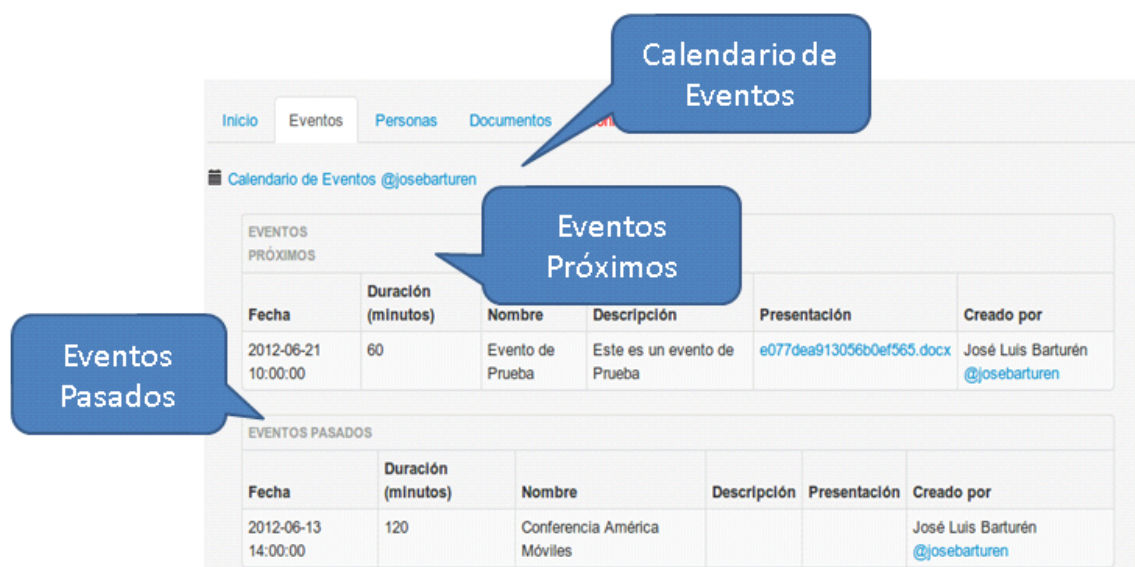 Calendario de
Eventos
Inicio Eventos Personas Documentos
Calendario de Eventos @josebarturen
Eventos
Próximos
EVENTOS
PRÓXIMOS
Fecha Duración
(minutos) Nombre Descripción Presentación Creado por
2012-06-21
10:00:00 60 Evento de
Prueba Este es un evento de
Prueba e077dea913056b0ef565.docx José Luis Barturén
@josebarturen
Eventos
Pasados
EVENTOS PASADOS
Fecha Duración
(minutos) Nombre Descripción Presentación Creado por
2012-06-13
14:00:00 120 Conferencia América
Móviles José Luis Barturén
@josebarturen